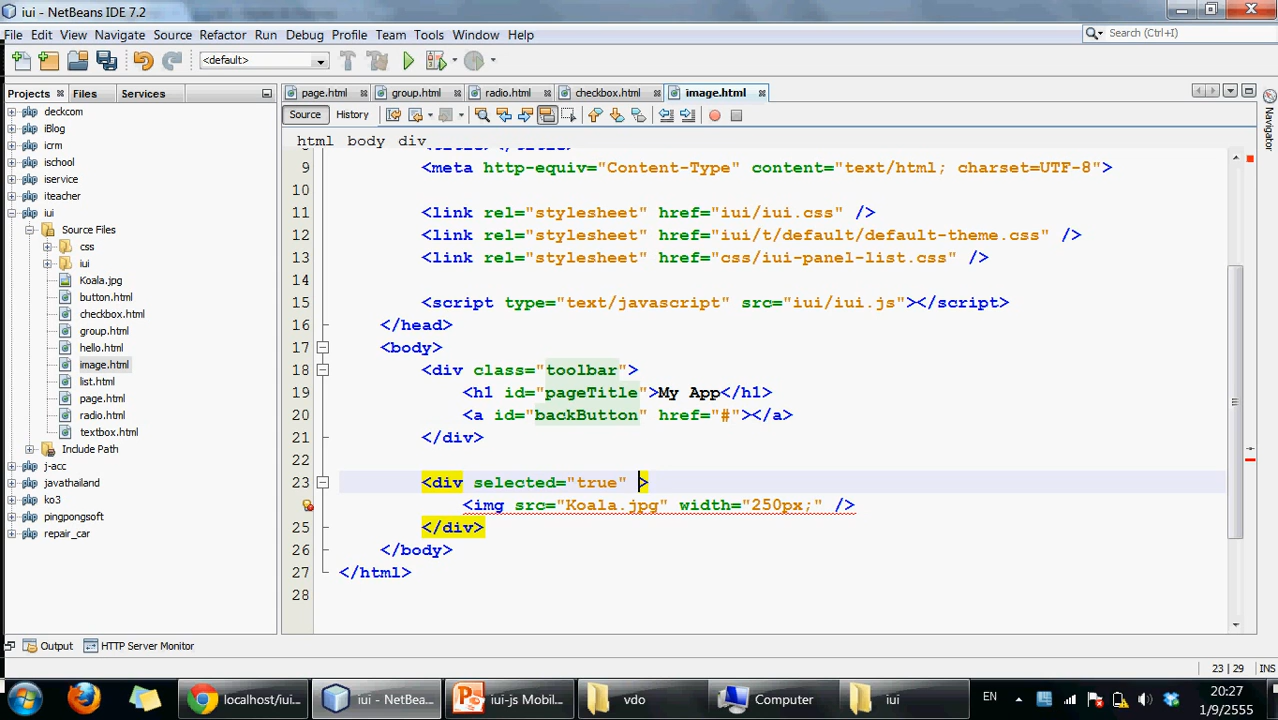 iui - NetBeans IDE 7.2
File Edit View Navigate Source Refactor Run Debug Profile Team Tools Window Help
Search (Ctrl+I)
<default>
Projects Files Services
page.html group.html radio.html checkbox.html image.html
Navigator
deckcom
iBlog
icrm
ischool
iservice
iteacher
iui
Source Files
css
iui
Koala.jpg
button.html
checkbox.html
group.html
hello.html
image.html
list.html
page.html
radio.html
textbox.html
Include Path
j-acc
javathailand
ko3
pingpongsoft
repair_car
Source History
html body div
9 <meta http-equiv="Content-Type" content="text/html; charset=UTF-8">
10
11 <link rel="stylesheet" href="iui/iui.css" />
12 <link rel="stylesheet" href="iui/t/default/default-theme.css" />
13 <link rel="stylesheet" href="css/iui-panel-list.css" />
14
15 <script type="text/javascript" src="iui/iui.js"></script>
16 </head>
17 <body>
18 <div class="toolbar">
19 <h1 id="pageTitle">My App</h1>
20 <a id="backButton" href="#"></a>
21 </div>
22
23 <div selected="true" >
<img src="Koala.jpg" width="250px;" />
25 </div>
26 </body>
27 </html>
28
Output HTTP Server Monitor
23 | 29 INS
localhost/iui... iui - NetBea... iui-js Mobil... vdo Computer iui EN 20:27
1/9/2555